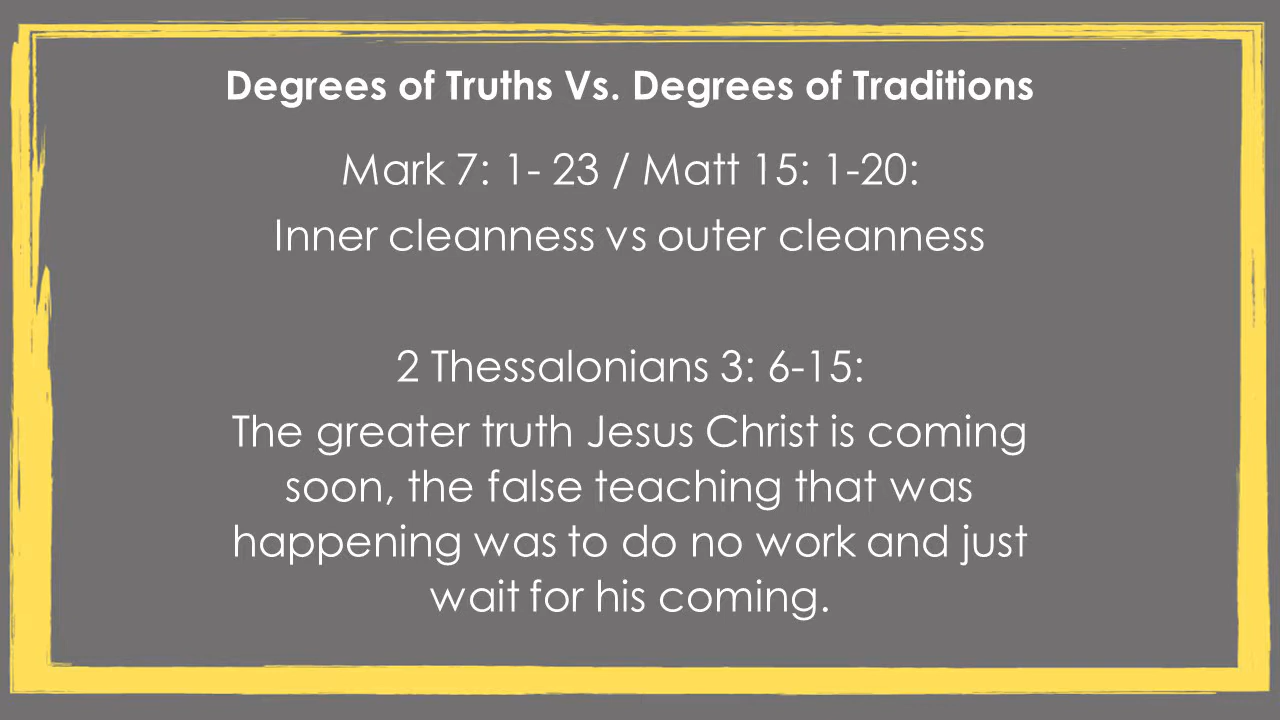 Degrees of Truths Vs. Degrees of Traditions
Mark 7: 1- 23 / Matt 15: 1-20:
Inner cleanness vs outer cleanness
2 Thessalonians 3: 6-15:
The greater truth Jesus Christ is coming
soon, the false teaching that was
happening was to do no work and just
wait for his coming.